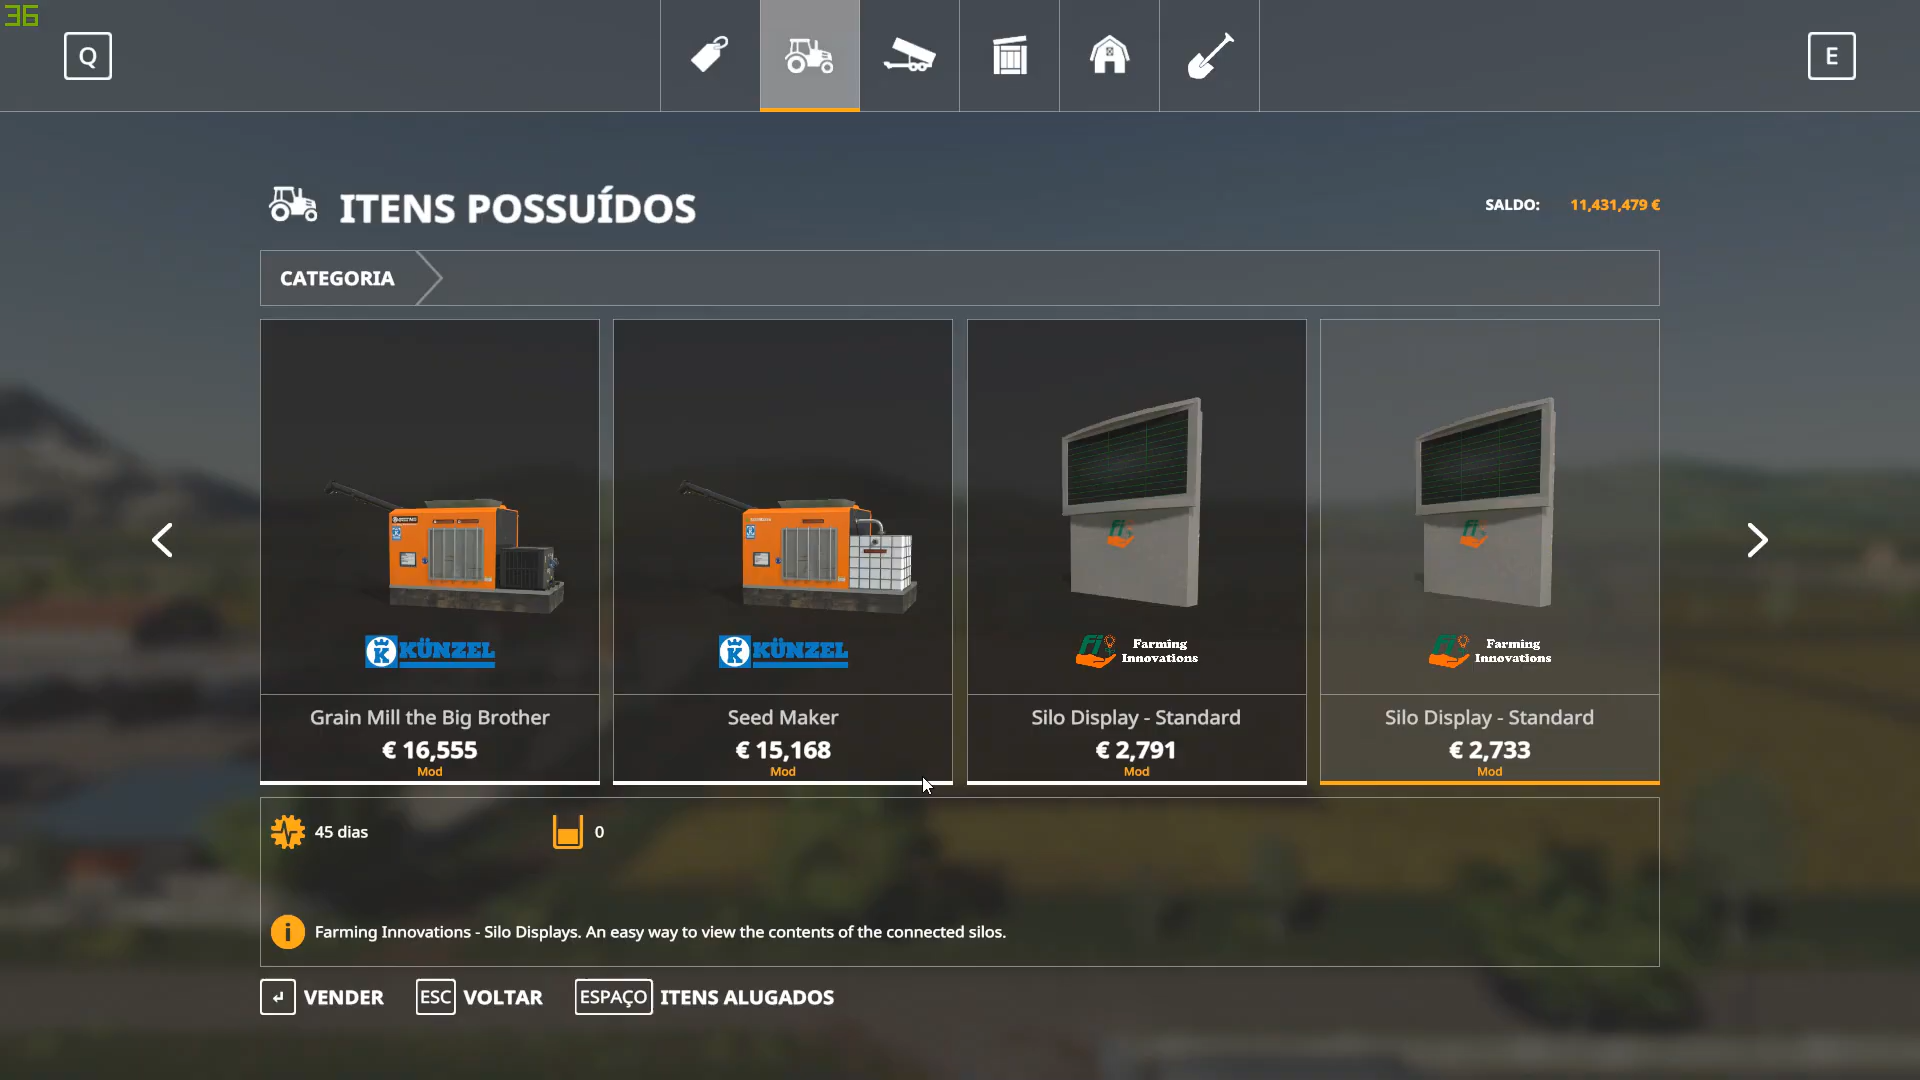 36
Q
E
ITENS POSSUÍDOS
SALDO: 11,431,479 €
CATEGORIA
KÜNZEL
KÜNZEL
Fi Farming Innovations
Fi Farming Innovations
Grain Mill the Big Brother
€ 16,555
Mod
Seed Maker
€ 15,168
Mod
Silo Display - Standard
€ 2,791
Mod
Silo Display - Standard
€ 2,733
Mod
45 dias
0
Farming Innovations - Silo Displays. An easy way to view the contents of the connected silos.
VENDER
ESC VOLTAR
ESPAÇO ITENS ALUGADOS